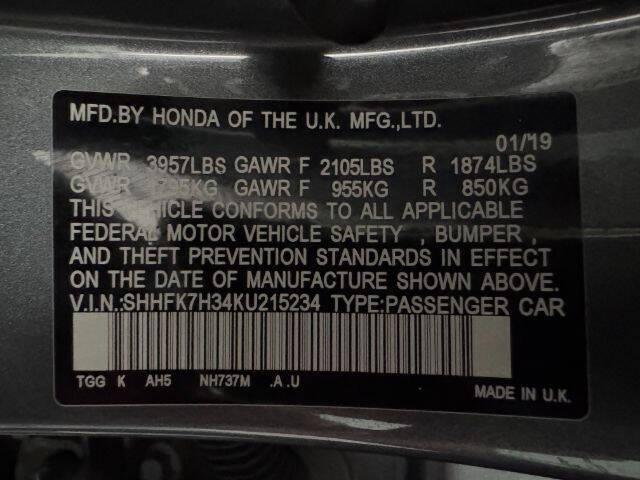 MFD.BY HONDA OF THE U.K. MFG.,LTD.
01/19
GVWR 3957LBS GAWR F 2105LBS R 1874LBS
GVWR 1795KG GAWR F 955KG R 850KG
THIS VEHICLE CONFORMS TO ALL APPLICABLE
FEDERAL MOTOR VEHICLE SAFETY , BUMPER ,
AND THEFT PREVENTION STANDARDS IN EFFECT
ON THE DATE OF MANUFACTURE SHOWN ABOVE.
V.I.N.:SHHFK7H34KU215234 TYPE:PASSENGER CAR
TGG K AH5 NH737M .A .U
MADE IN U.K.